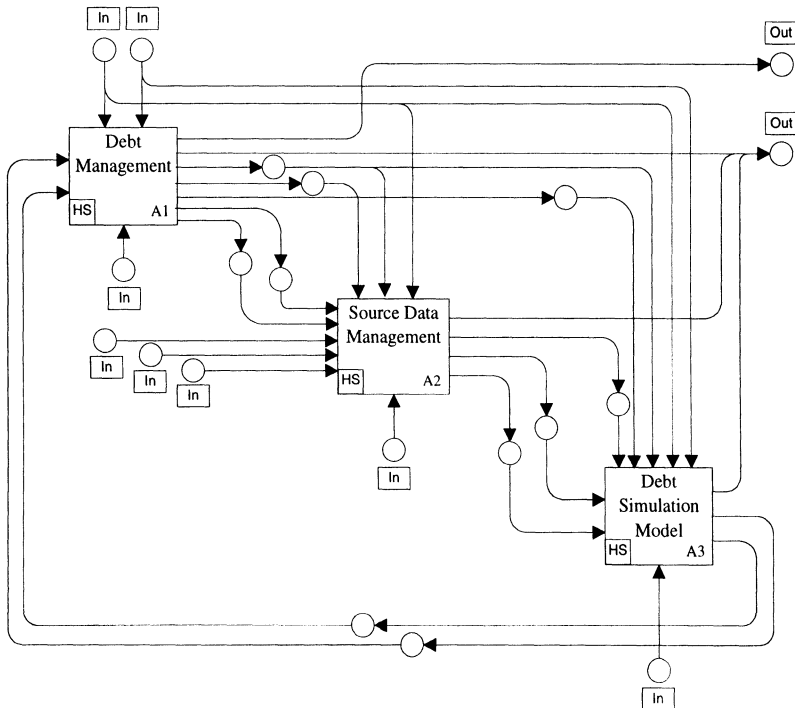 In
In
Out
Out
Debt
Management
HS
A1
In
Source Data
Management
HS
A2
In
In
In
In
Debt
Simulation
Model
HS
A3
In